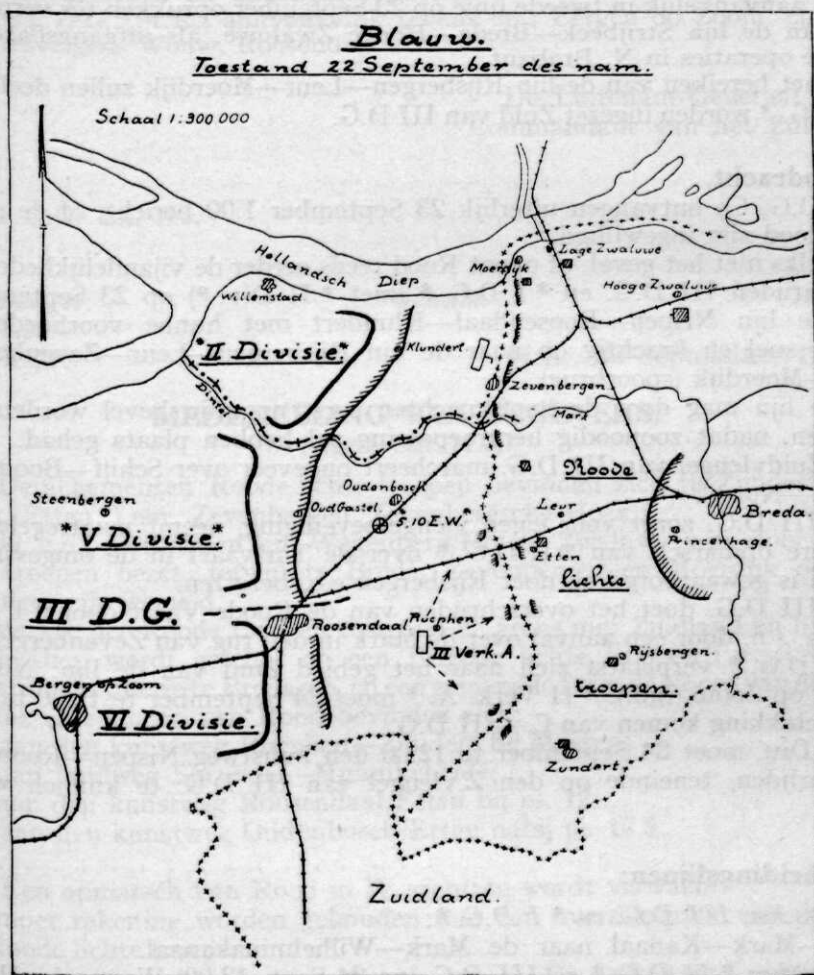 Blauw.
Toestand 22 September des nam:
Schaal 1:300.000
Hollandsch
Diep
Willemstad
Moerdijk
Lage Zwaluwe
Hooge Zwaluwe
"II Divisie."
Klundert
Zevenbergen
Mark
Steenbergen
"V Divisie."
Oudenbosch
Oud Gastel
S.10 E.W.
Roode
Leur
Etten
Breda
Princenhage.
lichte
III D.G.
Roosendaal
Rucphen
III Verk. A.
Rijsbergen
troepen.
Bergen op Zoom
VI Divisie.
Zundert.
Zuidland.